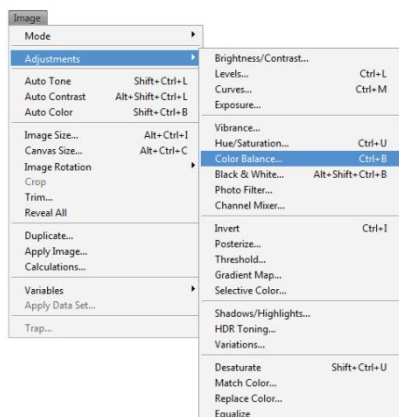 Image
Mode
Adjustments
Auto Tone Shift+Ctrl+L
Auto Contrast Alt+Shift+Ctrl+L
Auto Color Shift+Ctrl+B
Image Size... Alt+Ctrl+I
Canvas Size... Alt+Ctrl+C
Image Rotation
Crop
Trim...
Reveal All
Duplicate...
Apply Image...
Calculations...
Variables
Apply Data Set...
Trap...
Brightness/Contrast...
Levels... Ctrl+L
Curves... Ctrl+M
Exposure...
Vibrance...
Hue/Saturation... Ctrl+U
Color Balance... Ctrl+B
Black & White... Alt+Shift+Ctrl+B
Photo Filter...
Channel Mixer...
Invert Ctrl+I
Posterize...
Threshold...
Gradient Map...
Selective Color...
Shadows/Highlights...
HDR Toning...
Variations...
Desaturate Shift+Ctrl+U
Match Color...
Replace Color...
Equalize